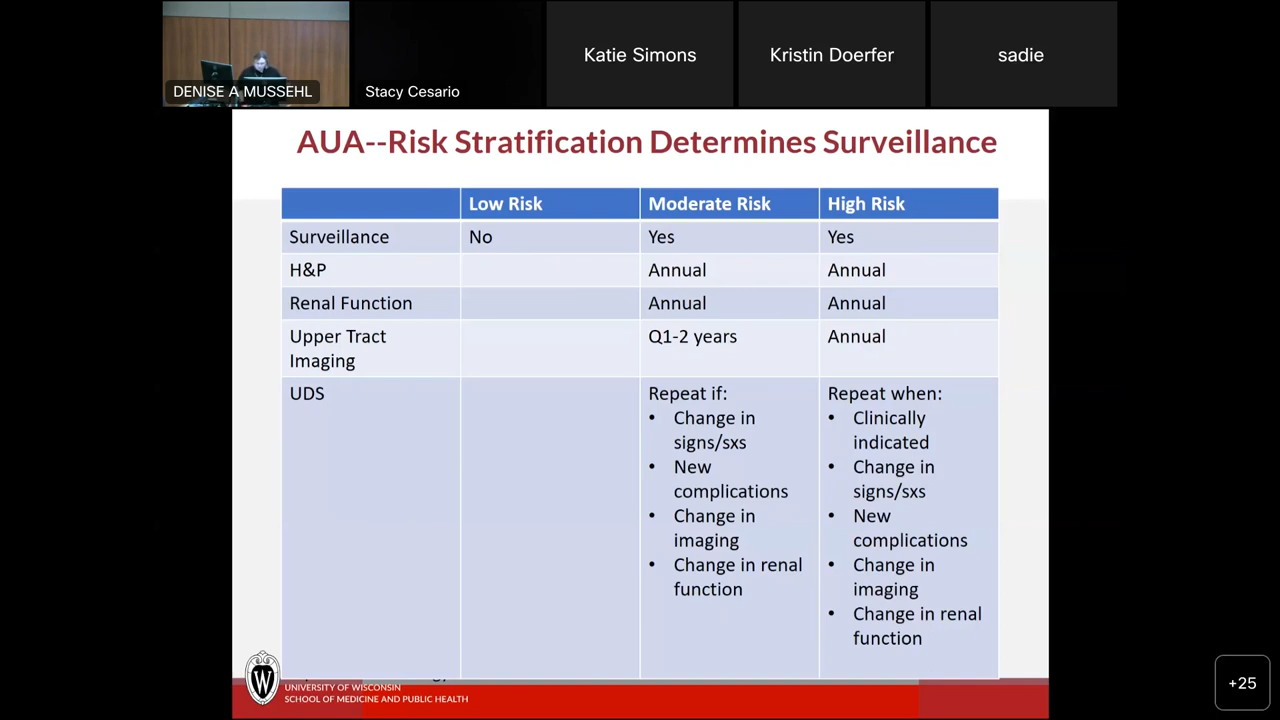 DENISE A MUSSEHL
Stacy Cesario
Katie Simons
Kristin Doerfer
sadie
AUA--Risk Stratification Determines Surveillance
Low Risk Moderate Risk High Risk
Surveillance No Yes Yes
H&P Annual Annual
Renal Function Annual Annual
Upper Tract Imaging Q1-2 years Annual
UDS
Repeat if:
• Change in
signs/sxs
• New
complications
• Change in
imaging
• Change in renal
function
Repeat when:
• Clinically
indicated
• Change in
signs/sxs
• New
complications
• Change in
imaging
• Change in renal
function
W
UNIVERSITY OF WISCONSIN
SCHOOL OF MEDICINE AND PUBLIC HEALTH
+25